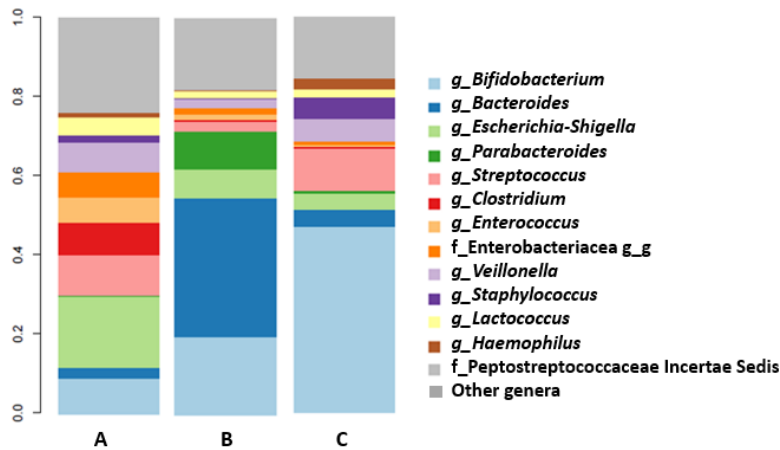 1.0
0.8
0.6
0.4
0.2
0.0
A B C
g_Bifidobacterium
g_Bacteroides
g_Escherichia-Shigella
g_Parabacteroides
g_Streptococcus
g_Clostridium
g_Enterococcus
f_Enterobacteriacea g_g
g_Veillonella
g_Staphylococcus
g_Lactococcus
g_Haemophilus
f_Peptostreptococcaceae Incertae Sedis
Other genera